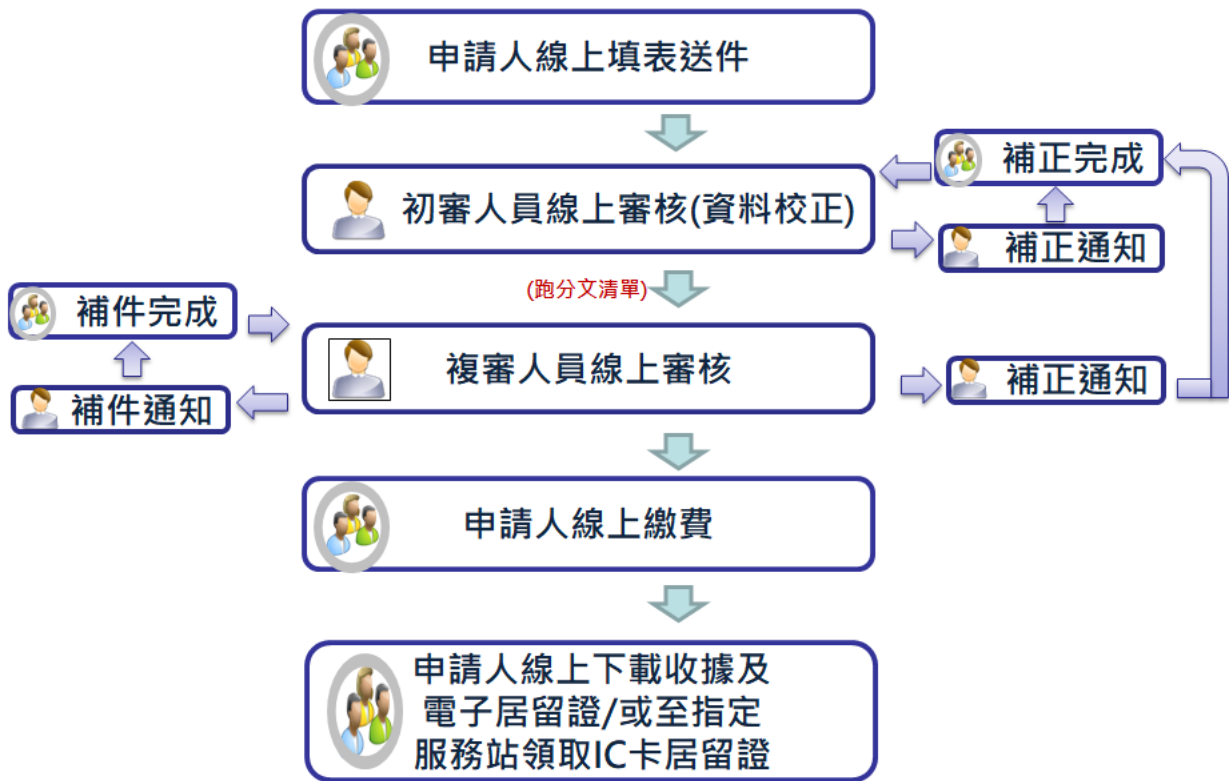 申請人線上填表送件
補正完成
初審人員線上審核(資料校正)
補正通知
(跑分文清單)
補件完成
複審人員線上審核
補正通知
補件通知
申請人線上繳費
申請人線上下載收據及
電子居留證/或至指定
服務站領取IC卡居留證